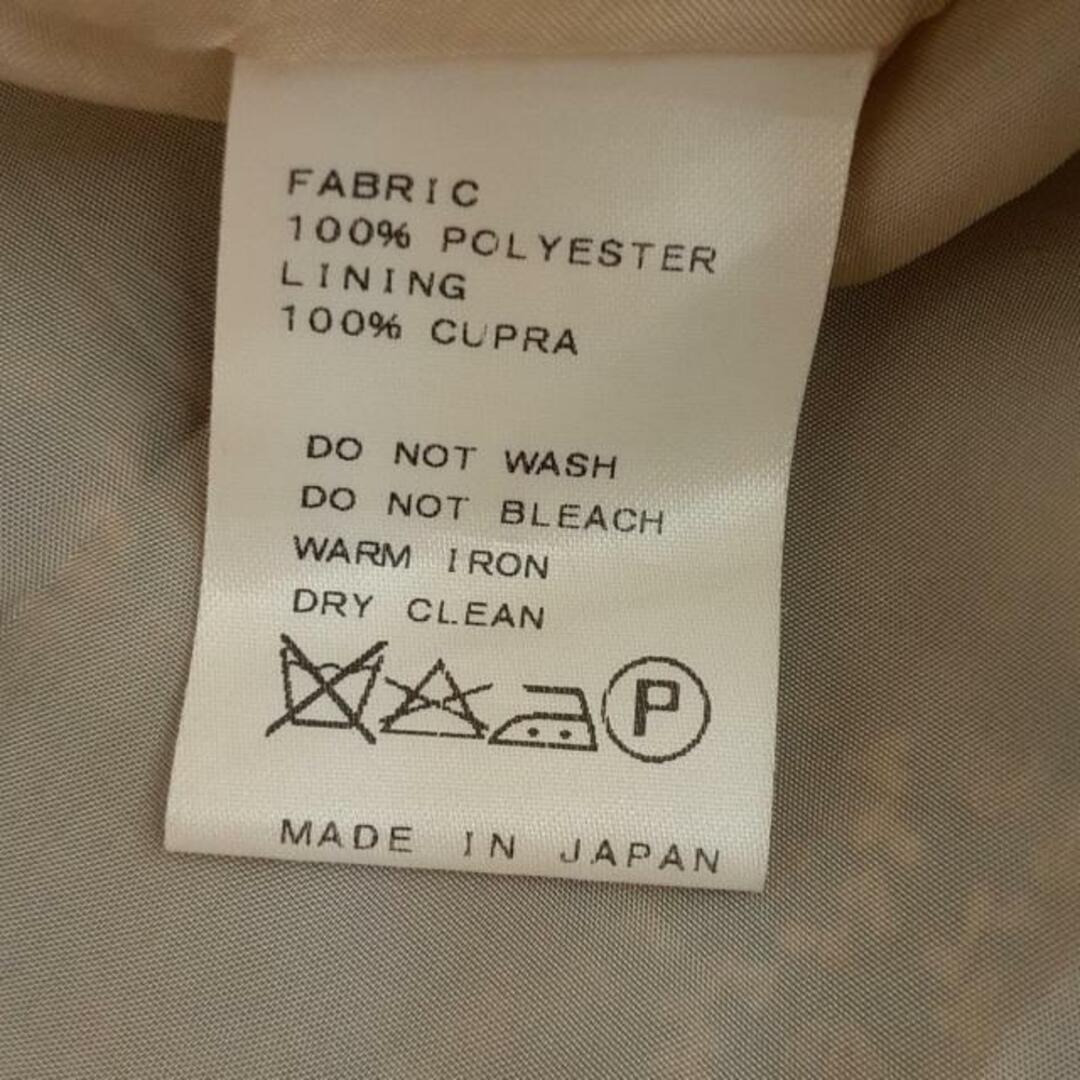 FABRIC
100% POLYESTER
LINING
100% CUPRA
DO NOT WASH
DO NOT BLEACH
WARM IRON
DRY CLEAN
P
MADE IN JAPAN